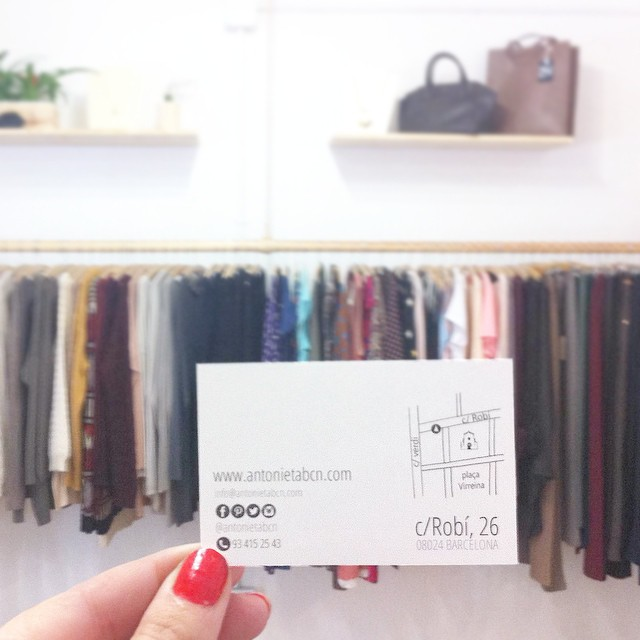 www.antonietabcn.com
info@antonietabcn.com
@antonietabcn
93 415 25 43
c/ Robí
c/ verdi
plaça
Virreina
c/Robí, 26
08024 BARCELONA